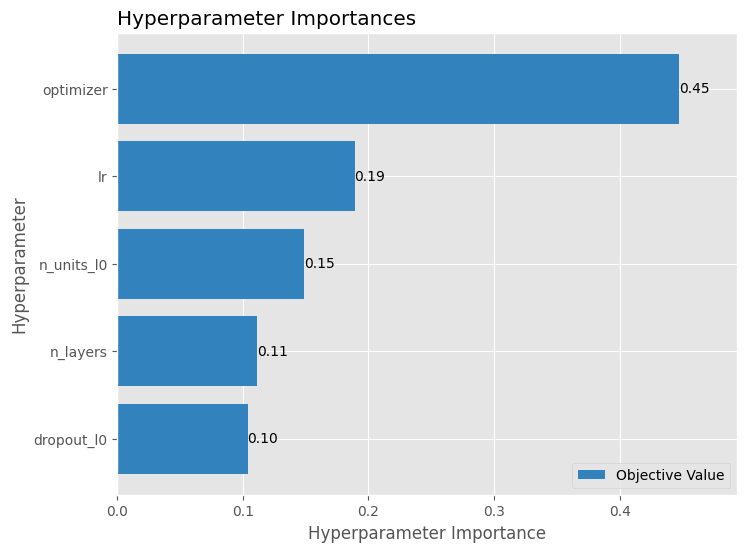 Hyperparameter Importances
Hyperparameter
optimizer
0.45
lr
0.19
n_units_l0
0.15
n_layers
0.11
dropout_l0
0.10
Objective Value
0.0
0.1
0.2
0.3
0.4
Hyperparameter Importance